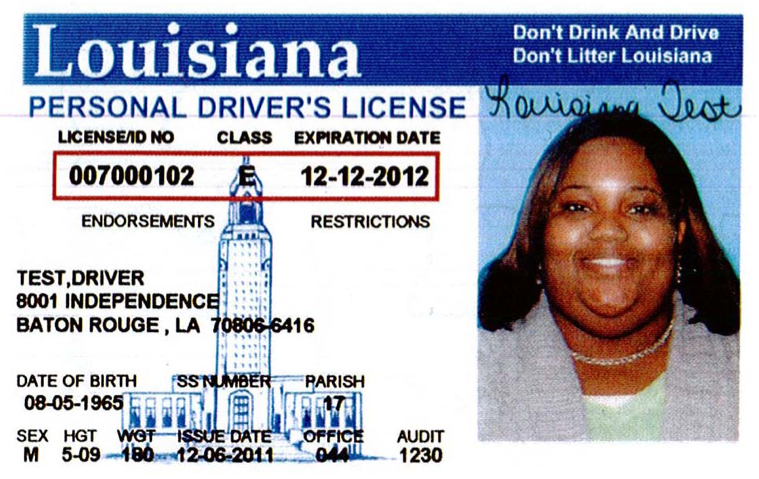 Louisiana
Don't Drink And Drive
Don't Litter Louisiana
PERSONAL DRIVER'S LICENSE
Louisiana Test
LICENSE/ID NO CLASS EXPIRATION DATE
007000102 E 12-12-2012
ENDORSEMENTS RESTRICTIONS
TEST,DRIVER
8001 INDEPENDENCE
BATON ROUGE , LA 70806-6416
DATE OF BIRTH SS NUMBER PARISH
08-05-1965 17
SEX HGT WGT ISSUE DATE OFFICE AUDIT
M 5-09 180 12-06-2011 044 1230